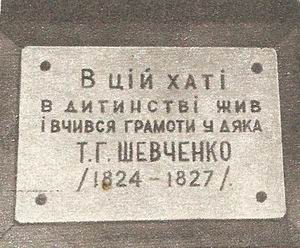 В ЦІЙ ХАТІ
В ДИТИНСТВІ ЖИВ
І ВЧИВСЯ ГРАМОТИ У ДЯКА
Т.Г. ШЕВЧЕНКО
/1824-1827/.